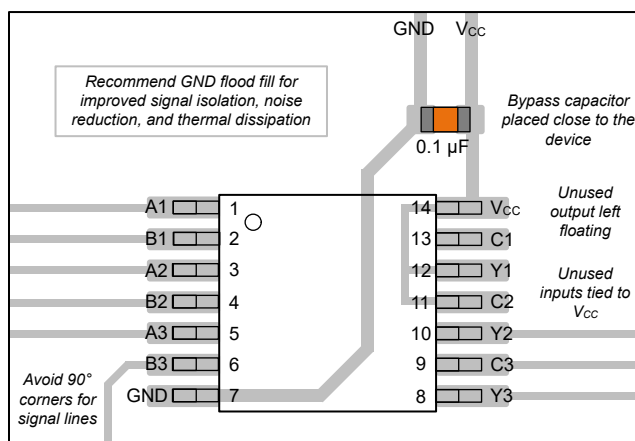 GND VCC
Recommend GND flood fill for
improved signal isolation, noise
reduction, and thermal dissipation
Bypass capacitor
placed close to the
device
0.1 µF
A1 1 14 VCC
B1 2 13 C1
A2 3 12 Y1
B2 4 11 C2
A3 5 10 Y2
B3 6 9 C3
GND 7 8 Y3
Unused
output left
floating
Unused
inputs tied to
VCC
Avoid 90°
corners for
signal lines